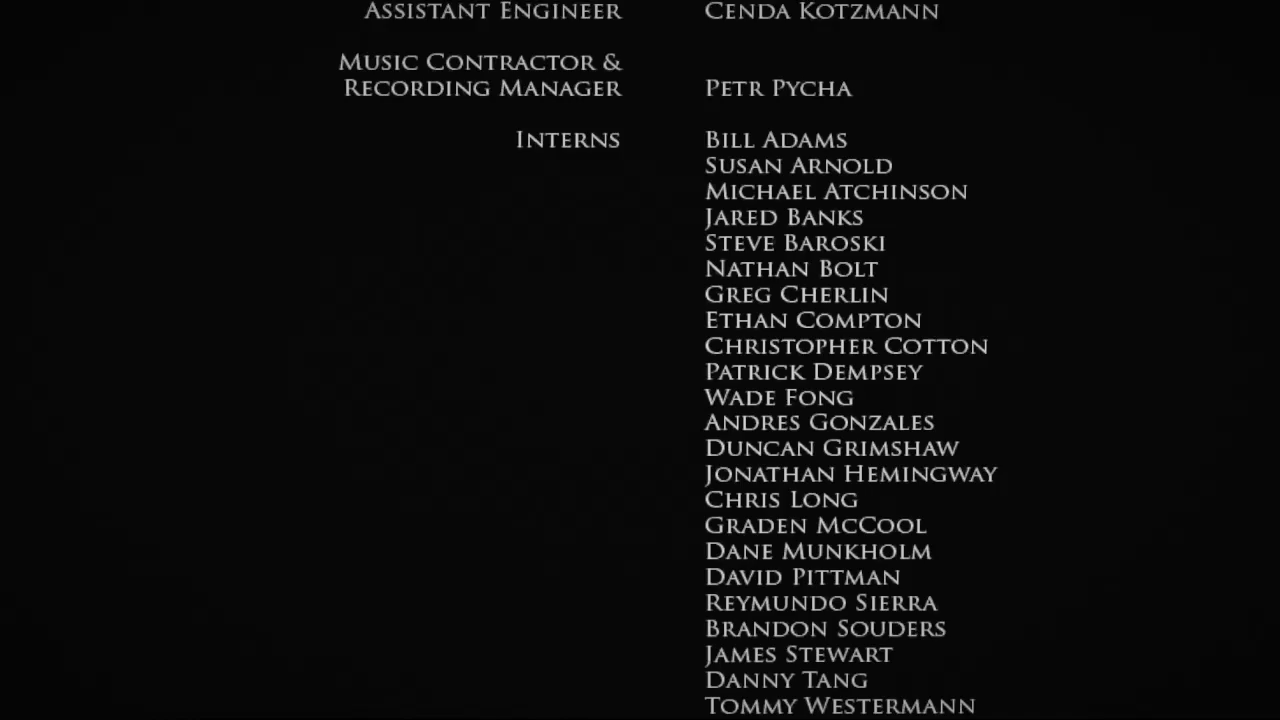 ASSISTANT ENGINEER CENDA KOTZMANN
MUSIC CONTRACTOR &
RECORDING MANAGER PETR PYCHA
INTERNS BILL ADAMS
SUSAN ARNOLD
MICHAEL ATCHINSON
JARED BANKS
STEVE BAROSKI
NATHAN BOLT
GREG CHERLIN
ETHAN COMPTON
CHRISTOPHER COTTON
PATRICK DEMPSEY
WADE FONG
ANDRES GONZALES
DUNCAN GRIMSHAW
JONATHAN HEMINGWAY
CHRIS LONG
GRADEN MCCOOL
DANE MUNKHOLM
DAVID PITTMAN
REYMUNDO SIERRA
BRANDON SOUDERS
JAMES STEWART
DANNY TANG
TOMMY WESTERMANN